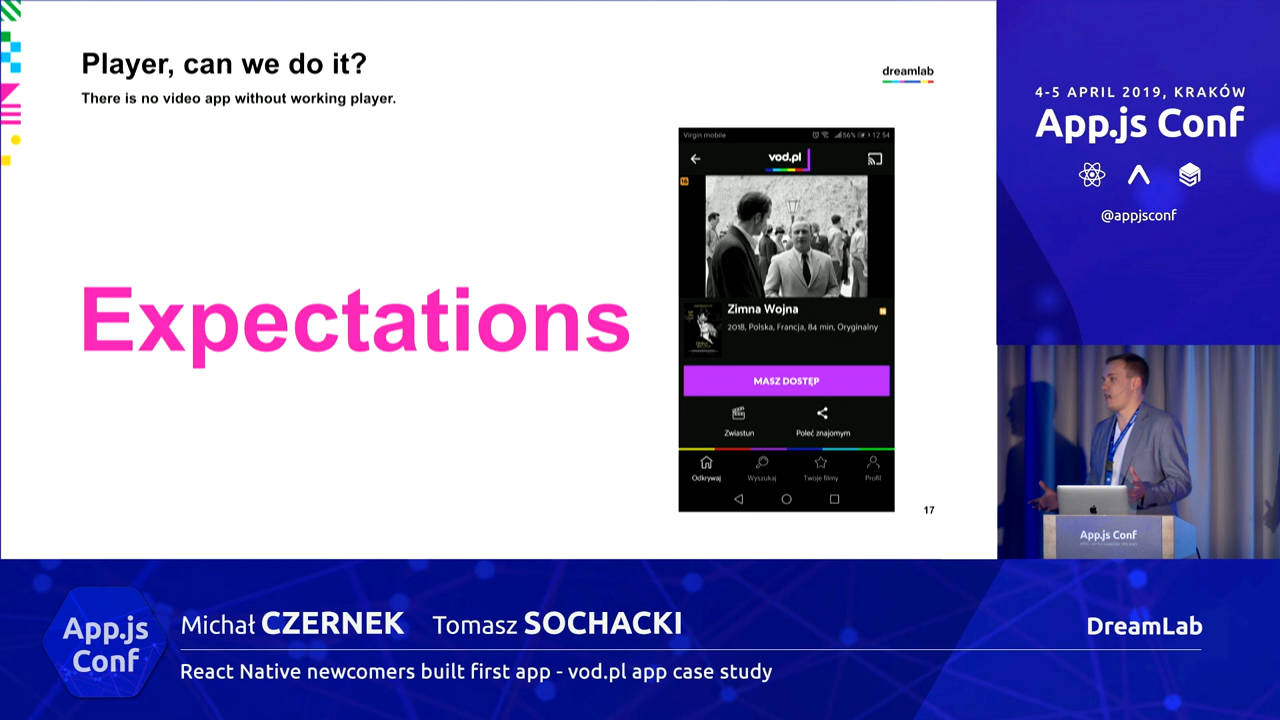 Player, can we do it?
There is no video app without working player.
dreamlab
Expectations
Virgin mobile
56%
12:54
vod.pl
16
Zimna Wojna
2018, Polska, Francja, 84 min, Oryginalny
MASZ DOSTĘP
Zwiastun
Poleć znajomym
Odkrywaj
Wyszukaj
Twoje filmy
Profil
17
4-5 APRIL 2019, KRAKÓW
App.js Conf
@appjsconf
App.js Conf
App.js
Conf
Michał CZERNEK Tomasz SOCHACKI
DreamLab
React Native newcomers built first app - vod.pl app case study